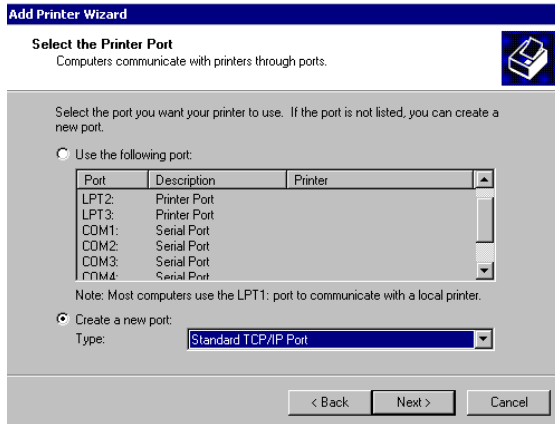 Add Printer Wizard
Select the Printer Port
Computers communicate with printers through ports.
Select the port you want your printer to use. If the port is not listed, you can create a
new port.
Use the following port:
Port Description Printer
LPT2: Printer Port
LPT3: Printer Port
COM1: Serial Port
COM2: Serial Port
COM3: Serial Port
COM4: Serial Port
Note: Most computers use the LPT1: port to communicate with a local printer.
Create a new port:
Type: Standard TCP/IP Port
< Back Next > Cancel